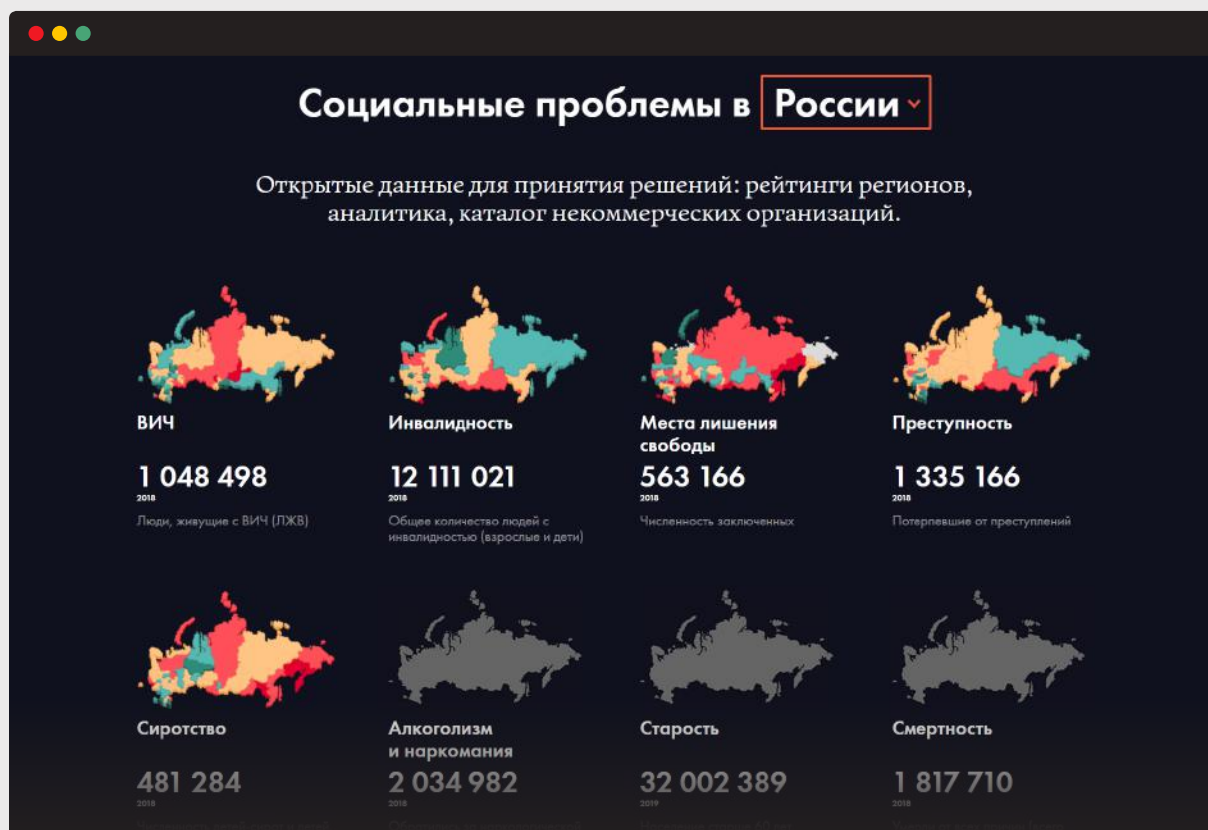 Социальные проблемы в России
Открытые данные для принятия решений: рейтинги регионов,
аналитика, каталог некоммерческих организаций.
ВИЧ
1 048 498
2018
Люди, живущие с ВИЧ (ЛЖВ)
Инвалидность
12 111 021
2018
Общее количество людей с
инвалидностью (взрослые и дети)
Места лишения
свободы
563 166
2018
Численность заключенных
Преступность
1 335 166
2018
Потерпевшие от преступлений
Сиротство
481 284
2018
Алкоголизм
и наркомания
2 034 982
2018
Старость
32 002 389
2019
Смертность
1 817 710
2018